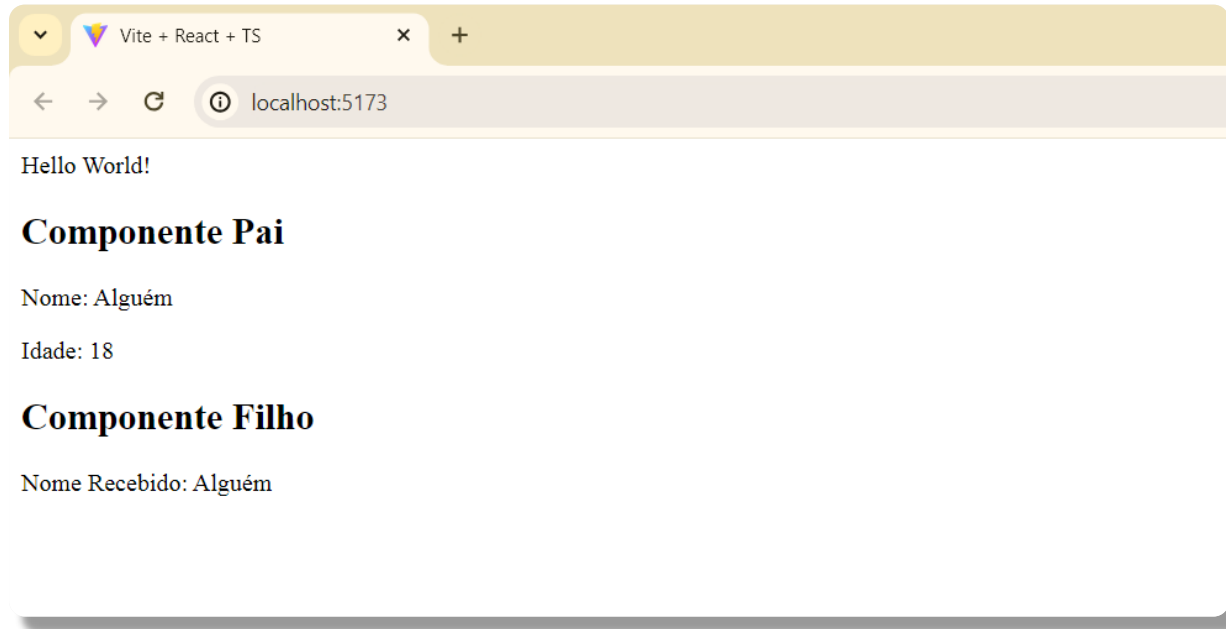 Vite + React + TS
localhost:5173
Hello World!
Componente Pai
Nome: Alguém
Idade: 18
Componente Filho
Nome Recebido: Alguém